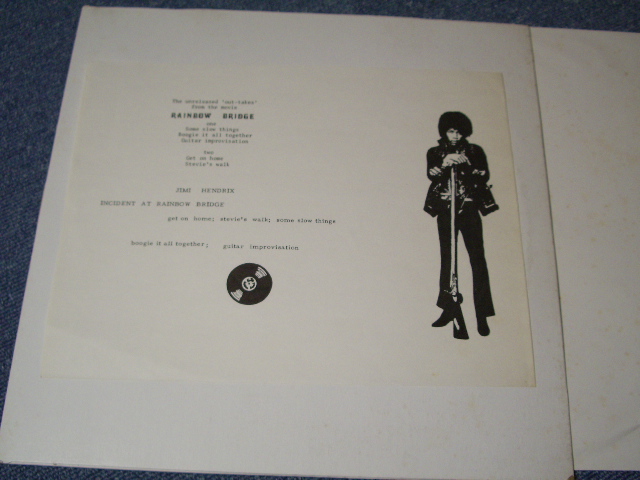 The unreleased 'out-takes'
from the movie
RAINBOW BRIDGE
one
Some slow things
Boogie it all together
Guitar improvisation
two
Get on home
Stevie's walk
JIMI HENDRIX
INCIDENT AT RAINBOW BRIDGE
get on home; stevie's walk; some slow things
boogie it all together; guitar improvisation